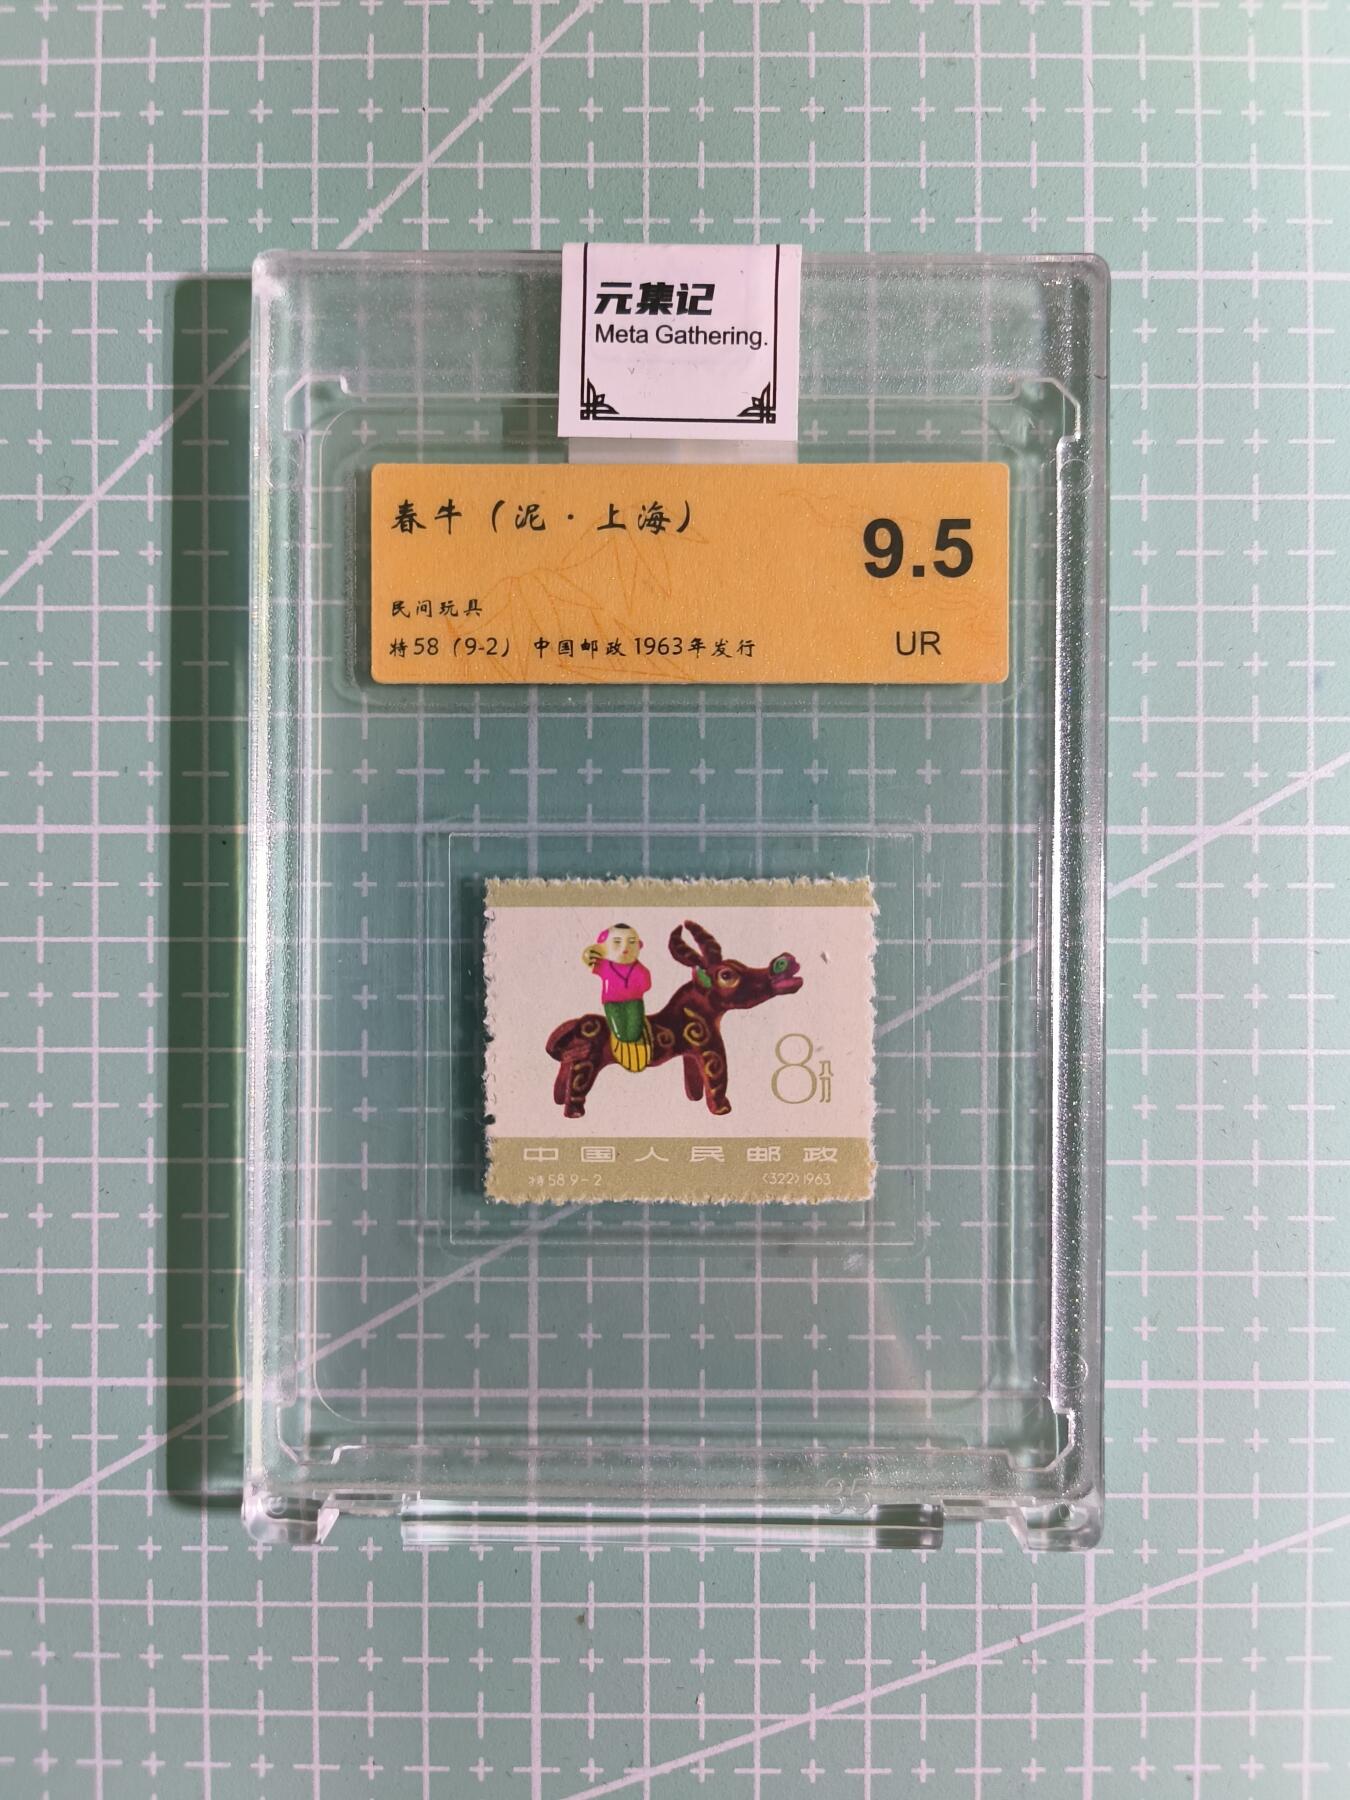 元集记
Meta Gathering.
春牛（泥·上海）
9.5
民间玩具
特58（9-2） 中国邮政1963年发行
UR
8分
中国人民邮政
特58 9-2 (322)1963
35